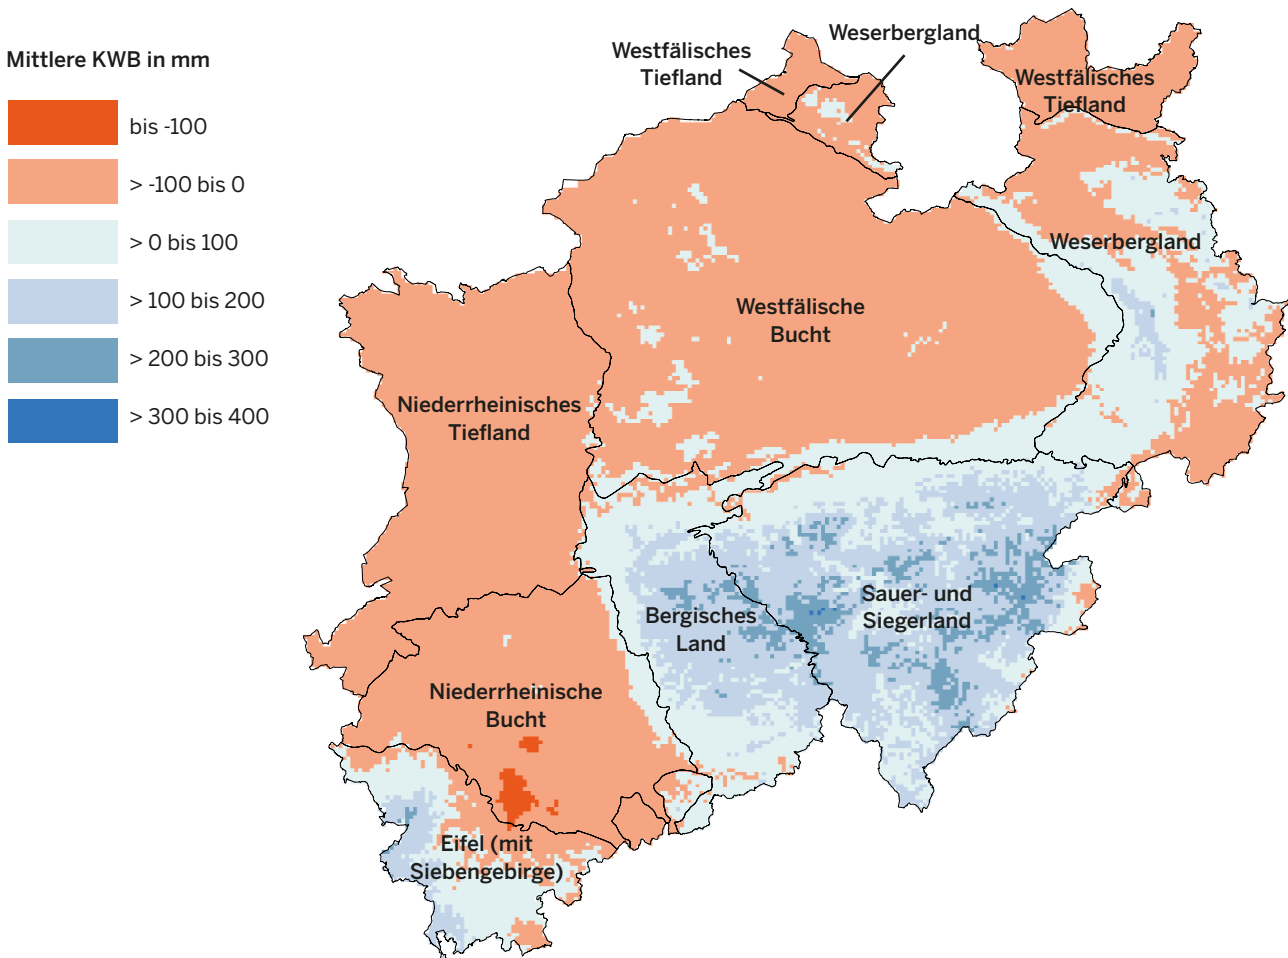 Mittlere KWB in mm
bis -100
> -100 bis 0
> 0 bis 100
> 100 bis 200
> 200 bis 300
> 300 bis 400
Westfälisches
Tiefland
Weserbergland
Westfälisches
Tiefland
Weserbergland
Westfälische
Bucht
Niederrheinisches
Tiefland
Sauer- und
Siegerland
Bergisches
Land
Niederrheinische
Bucht
Eifel (mit
Siebengebirge)